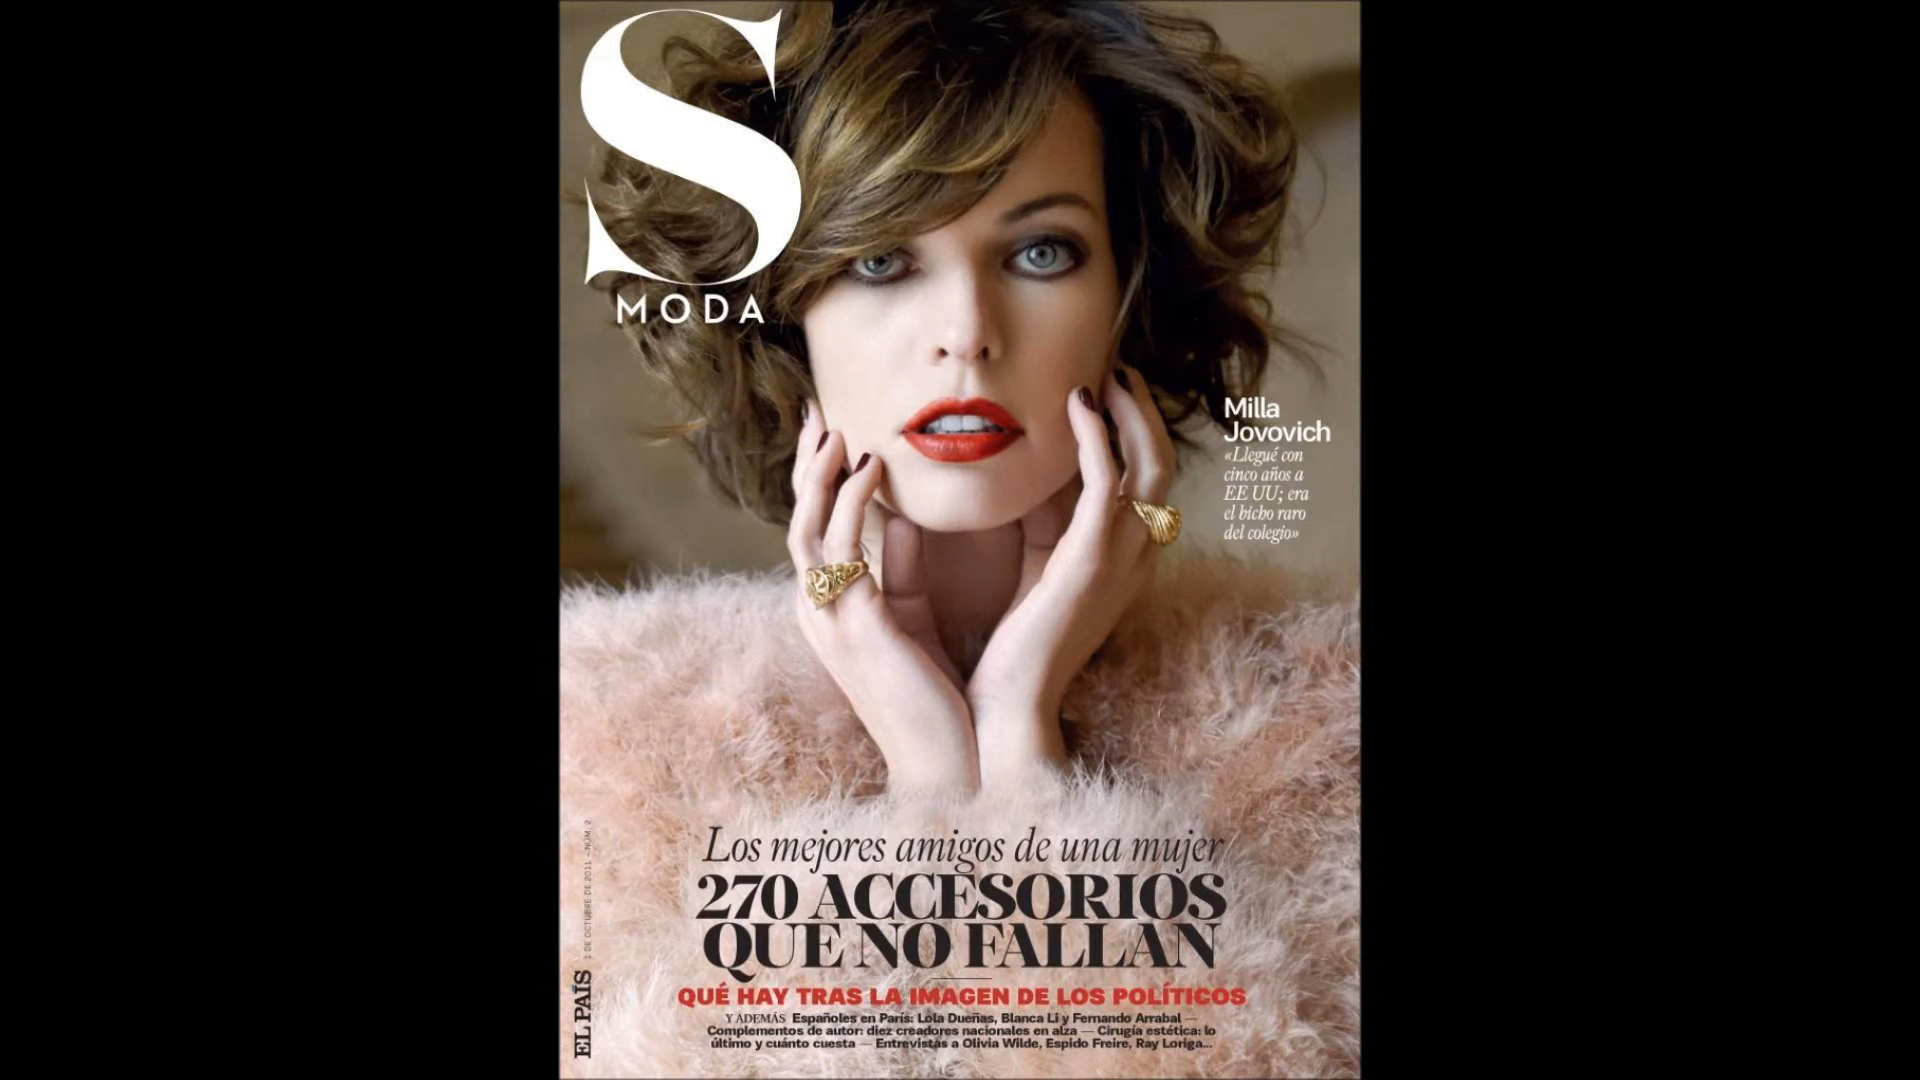 S
MODA
Milla
Jovovich
«Llegué con
cinco años a
EE UU; era
el bicho raro
del colegio»
Los mejores amigos de una mujer
270 ACCESORIOS
QUE NO FALLAN
QUÉ HAY TRAS LA IMAGEN DE LOS POLÍTICOS
Y ADEMÁS Españoles en París: Lola Dueñas, Blanca Li y Fernando Arrabal —
Complementos de autor: diez creadores nacionales en alza — Cirugía estética: lo
último y cuánto cuesta — Entrevistas a Olivia Wilde, Espido Freire, Ray Loriga...
EL PAÍS
1 DE OCTUBRE DE 2011 – NÚM. 2